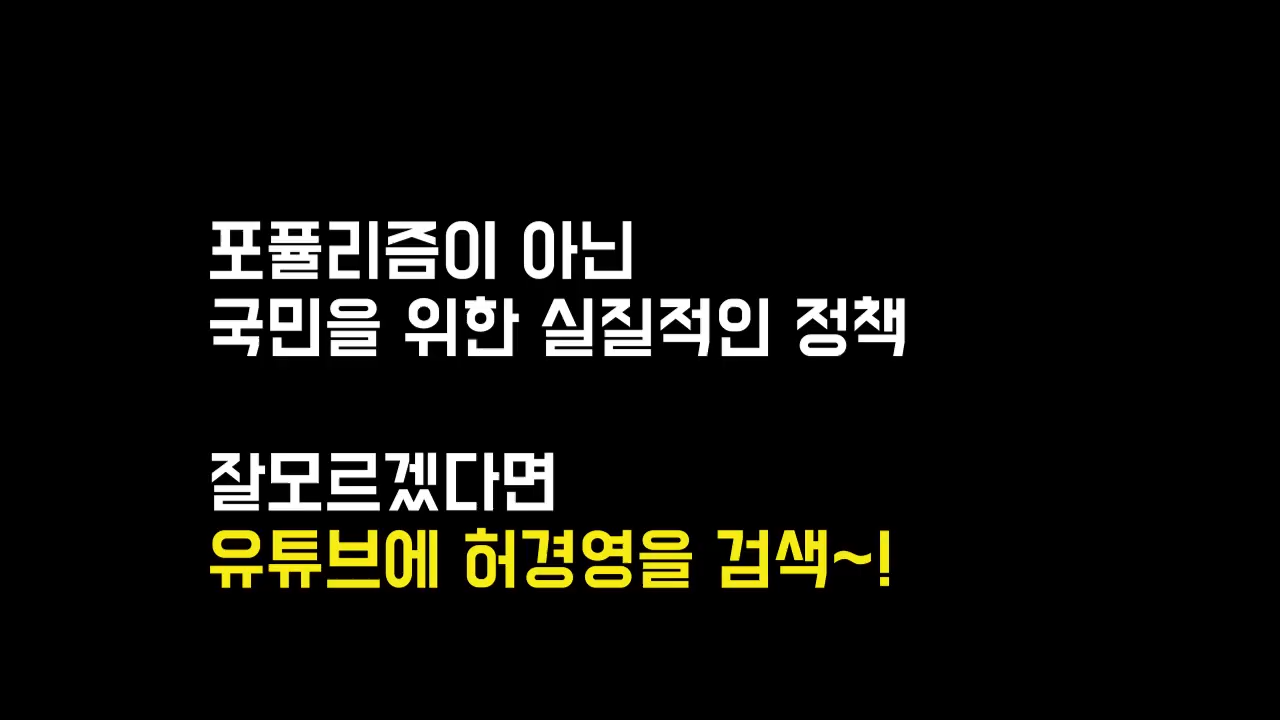 포퓰리즘이 아닌
국민을 위한 실질적인 정책
잘모르겠다면
유튜브에 허경영을 검색~!